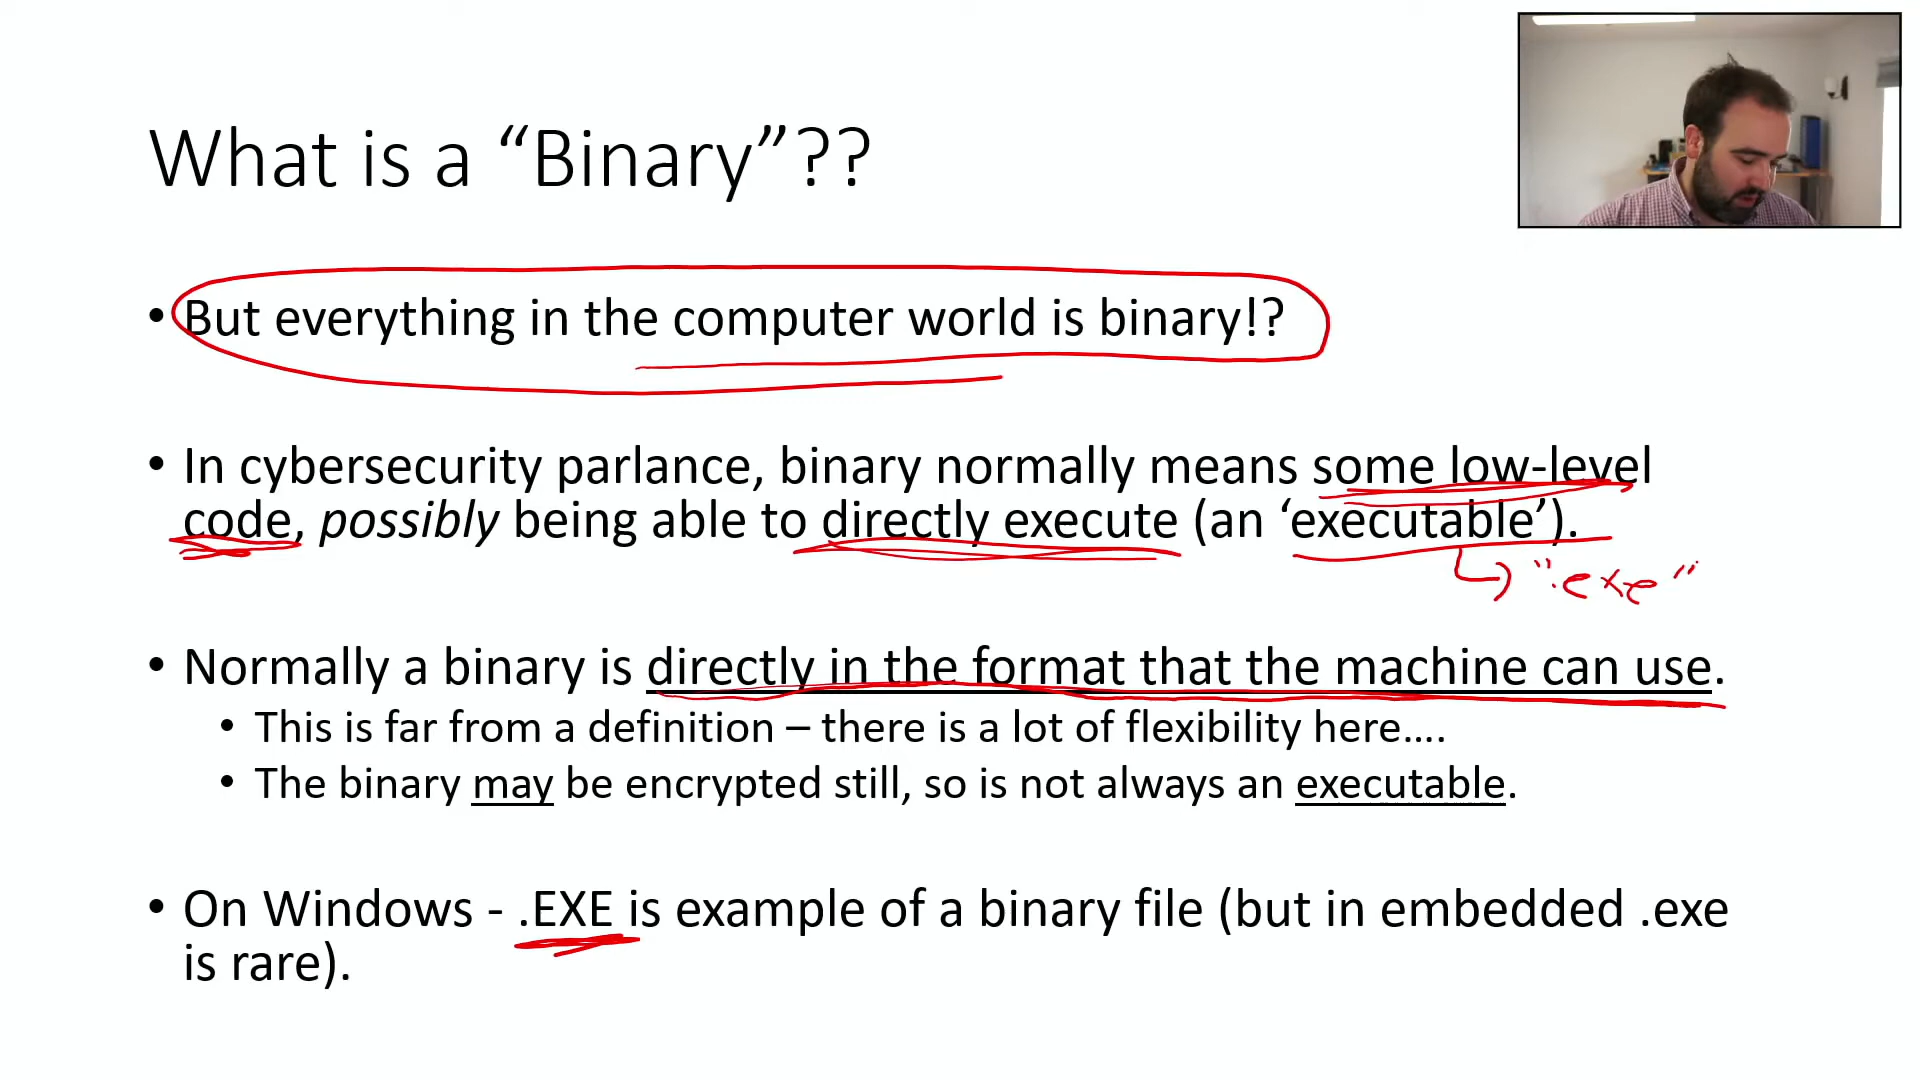 What is a “Binary”??
• But everything in the computer world is binary!?
• In cybersecurity parlance, binary normally means some low-level
code, possibly being able to directly execute (an ‘executable’).
".exe"
• Normally a binary is directly in the format that the machine can use.
• This is far from a definition – there is a lot of flexibility here….
• The binary may be encrypted still, so is not always an executable.
• On Windows - .EXE is example of a binary file (but in embedded .exe
is rare).